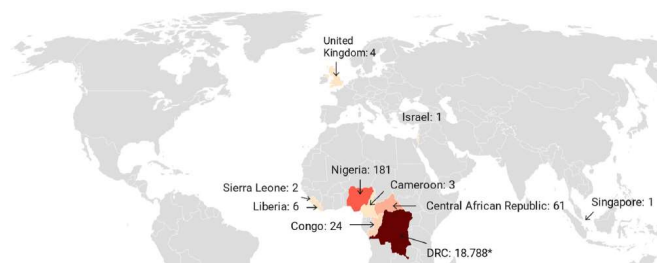 United
Kingdom: 4
Israel: 1
Nigeria: 181
Sierra Leone: 2
Cameroon: 3
Liberia: 6
Central African Republic: 61
Singapore: 1
Congo: 24
DRC: 18.788*